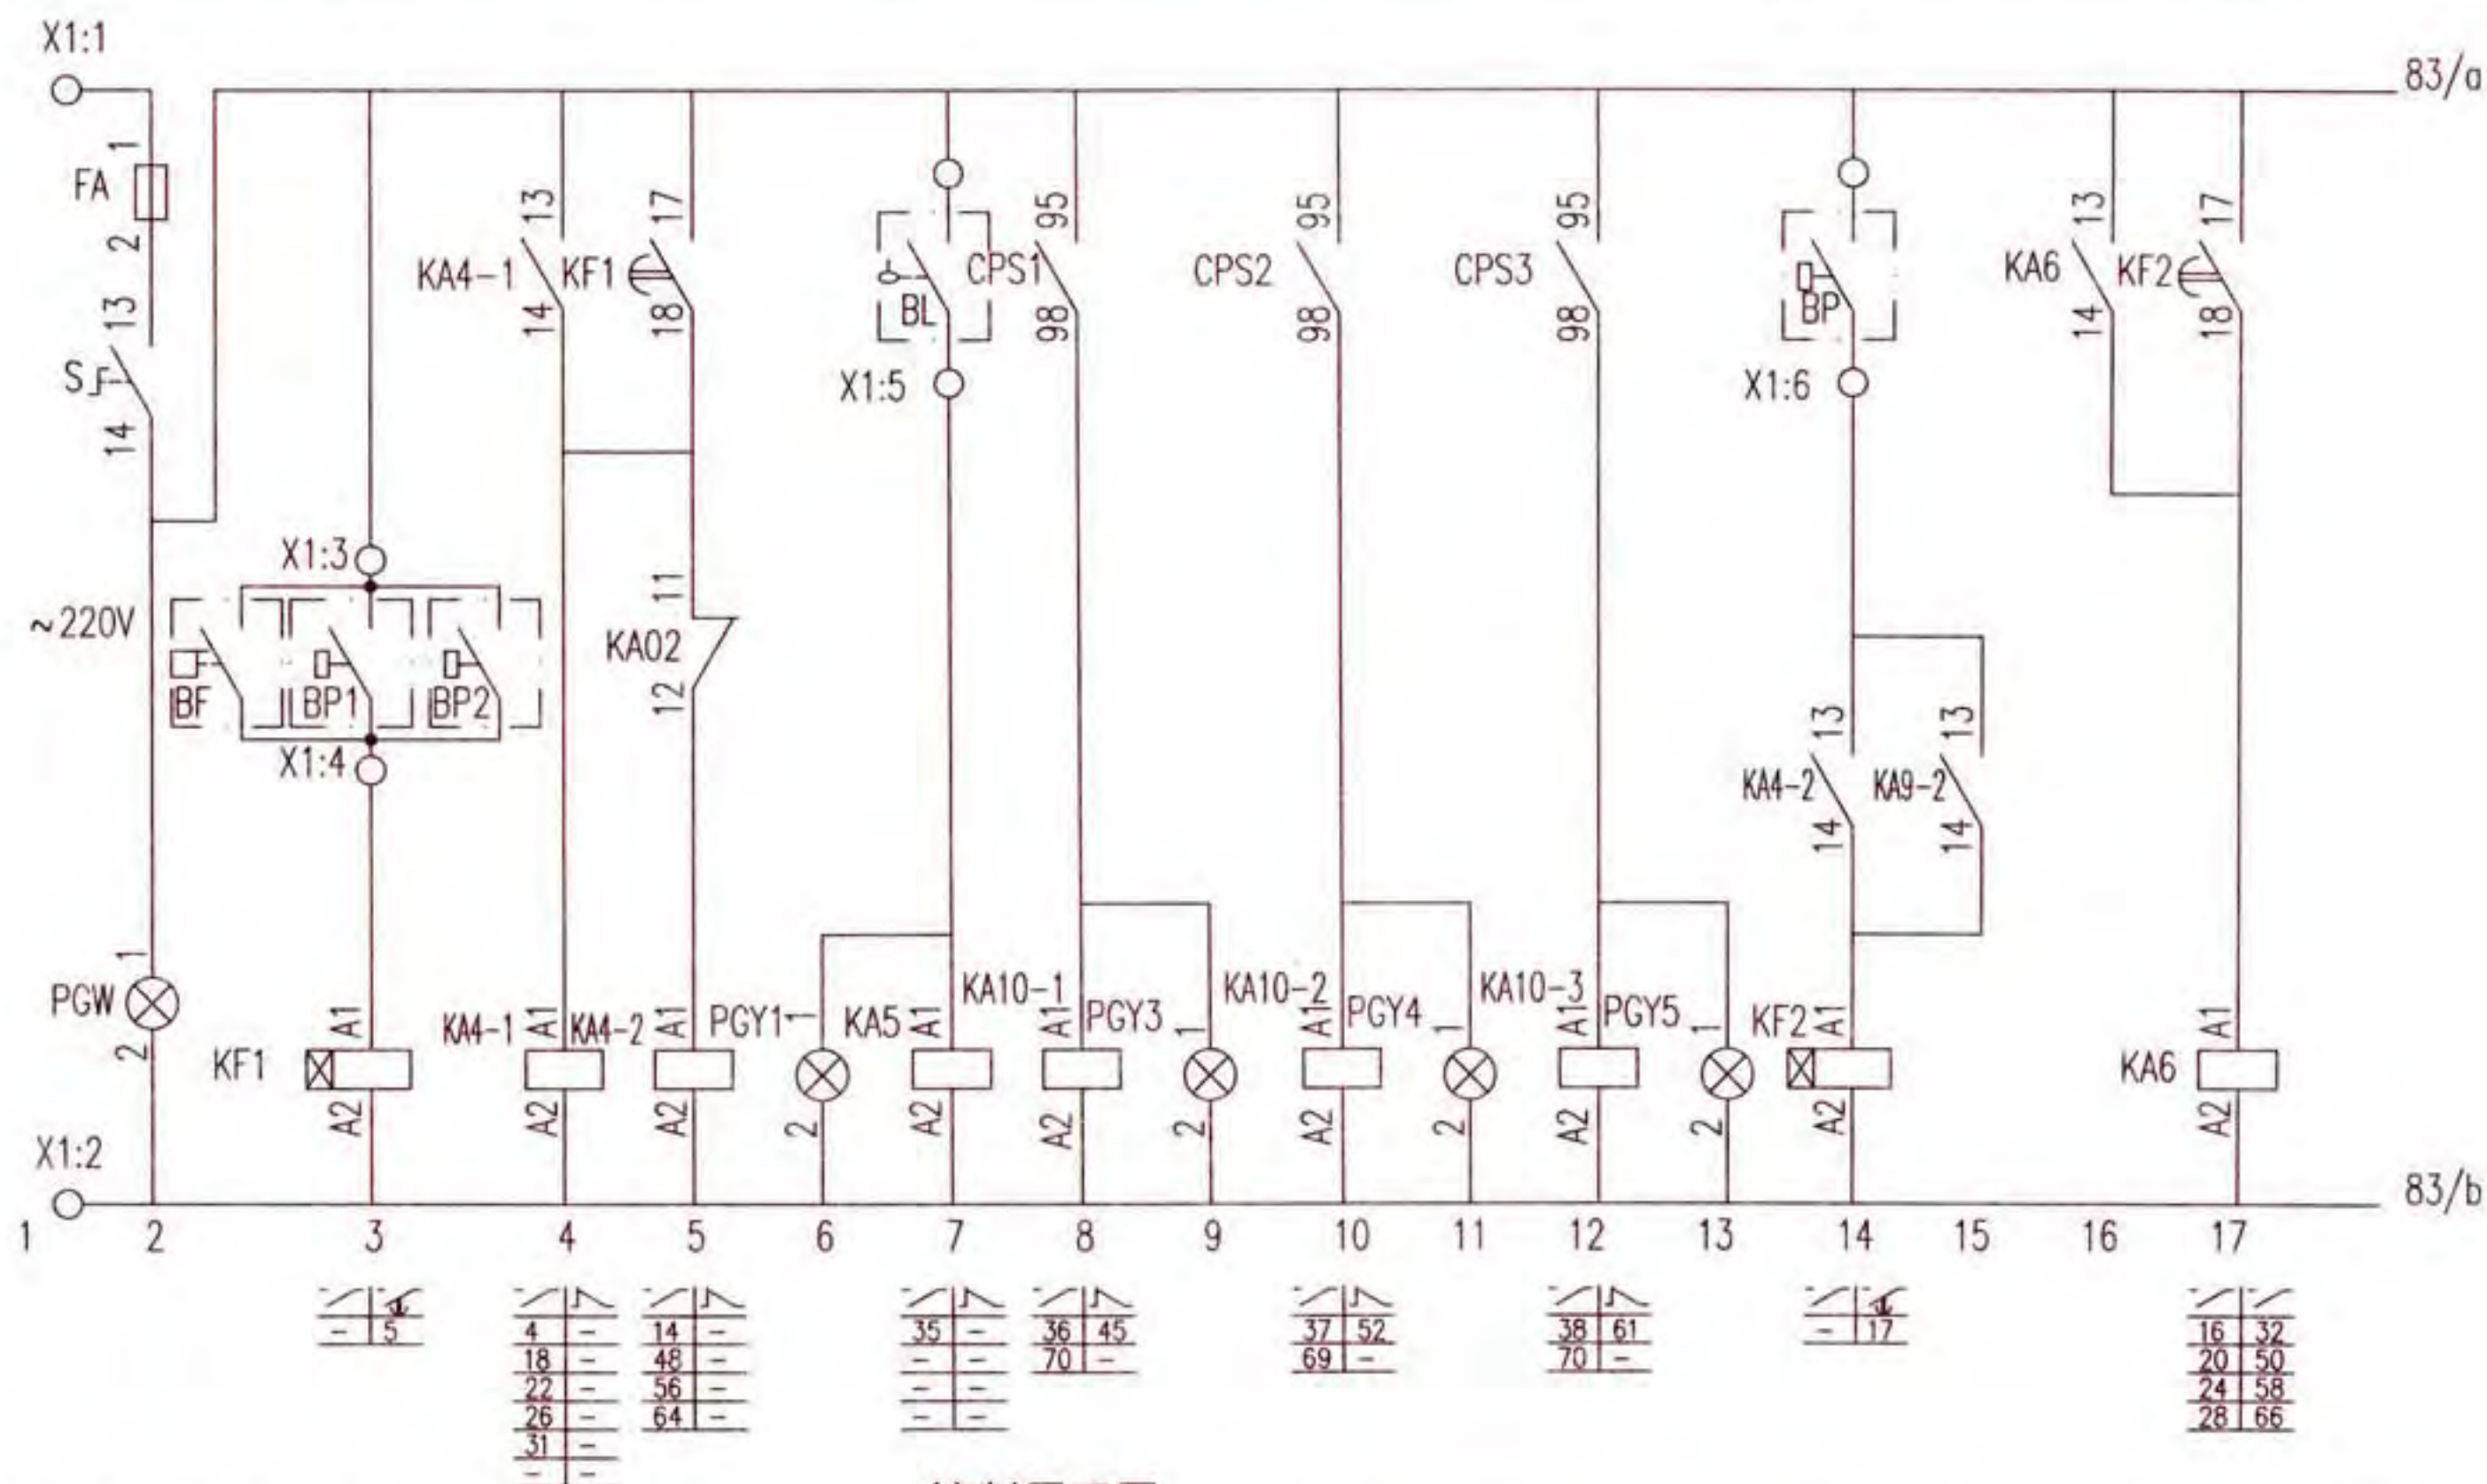 X1:1
83/a
1
FA
2
13
S
14
13
KA4-1
14
17
KF1
18
BL
X1:5
95
CPS1
98
95
CPS2
98
95
CPS3
98
BP
X1:6
13
KA6
14
17
KF2
18
~220V
X1:3
BF
BP1
BP2
X1:4
11
KA02
12
13
KA4-2
14
13
KA9-2
14
1
PGW
2
KF1
A1
A2
KA4-1
A1
A2
KA4-2
A1
A2
PGY1
1
2
KA5
A1
A2
KA10-1
A1
A2
PGY3
1
2
KA10-2
A1
A2
PGY4
1
2
KA10-3
A1
A2
PGY5
1
2
KF2
A1
A2
KA6
A1
A2
X1:2
83/b
1 2 3 4 5 6 7 8 9 10 11 12 13 14 15 16 17
- 5 4 - 14 - 35 - 36 45 37 52 38 61 - 17 16 32
18 - 48 - - - 70 - 69 - 70 - 20 50
22 - 56 - - - 24 58
26 - 64 - - - 28 66
31 -
- -